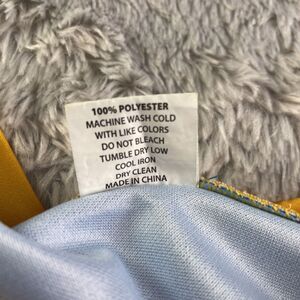 100% POLYESTER
MACHINE WASH COLD
WITH LIKE COLORS
DO NOT BLEACH
TUMBLE DRY LOW
COOL IRON
DRY CLEAN
MADE IN CHINA